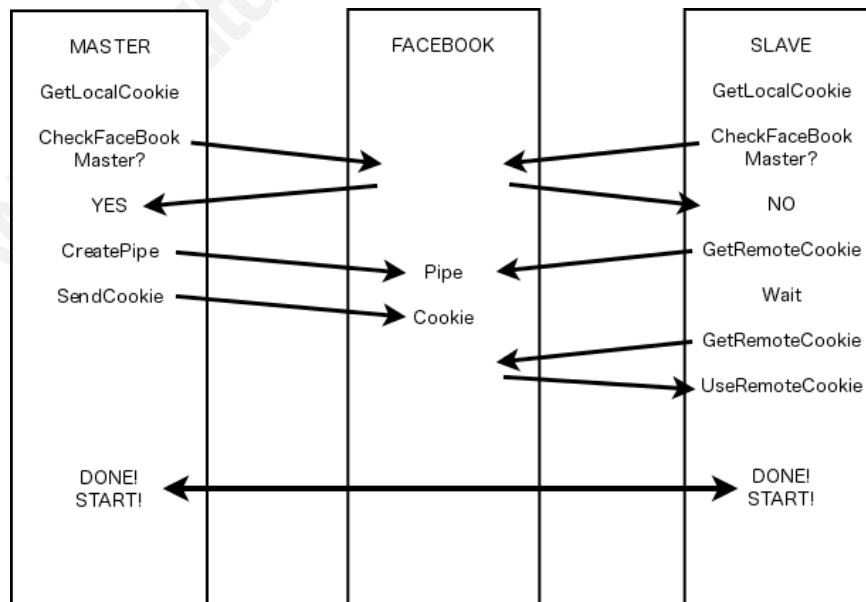 MASTER
GetLocalCookie
CheckFaceBook
Master?
YES
CreatePipe
SendCookie
DONE!
START!
FACEBOOK
Pipe
Cookie
SLAVE
GetLocalCookie
CheckFaceBook
Master?
NO
GetRemoteCookie
Wait
GetRemoteCookie
UseRemoteCookie
DONE!
START!